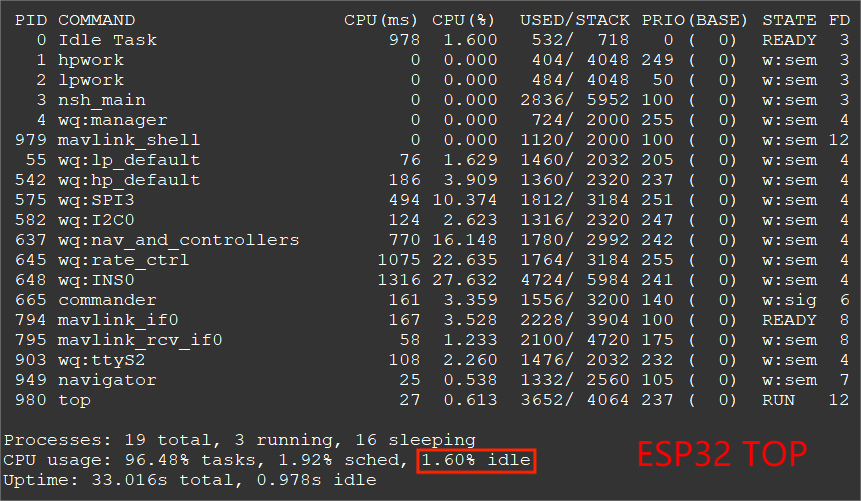 PID COMMAND CPU(ms) CPU(%) USED/STACK PRIO(BASE) STATE FD
0 Idle Task 978 1.600 532/ 718 0 ( 0) READY 3
1 hpwork 0 0.000 404/ 4048 249 ( 0) w:sem 3
2 lpwork 0 0.000 484/ 4048 50 ( 0) w:sem 3
3 nsh_main 0 0.000 2836/ 5952 100 ( 0) w:sem 3
4 wq:manager 0 0.000 724/ 2000 255 ( 0) w:sem 4
979 mavlink_shell 0 0.000 1120/ 2000 100 ( 0) w:sem 12
55 wq:lp_default 76 1.629 1460/ 2032 205 ( 0) w:sem 4
542 wq:hp_default 186 3.909 1360/ 2320 237 ( 0) w:sem 4
575 wq:SPI3 494 10.374 1812/ 3184 251 ( 0) w:sem 4
582 wq:I2C0 124 2.623 1316/ 2320 247 ( 0) w:sem 4
637 wq:nav_and_controllers 770 16.148 1780/ 2992 242 ( 0) w:sem 4
645 wq:rate_ctrl 1075 22.635 1764/ 3184 255 ( 0) w:sem 4
648 wq:INS0 1316 27.632 4724/ 5984 241 ( 0) w:sem 4
665 commander 161 3.359 1556/ 3200 140 ( 0) w:sig 6
794 mavlink_if0 167 3.528 2228/ 3904 100 ( 0) READY 8
795 mavlink_rcv_if0 58 1.233 2100/ 4720 175 ( 0) w:sem 8
903 wq:ttyS2 108 2.260 1476/ 2032 232 ( 0) w:sem 4
949 navigator 25 0.538 1332/ 2560 105 ( 0) w:sem 7
980 top 27 0.613 3652/ 4064 237 ( 0) RUN 12
Processes: 19 total, 3 running, 16 sleeping
CPU usage: 96.48% tasks, 1.92% sched, 1.60% idle
Uptime: 33.016s total, 0.978s idle
ESP32 TOP